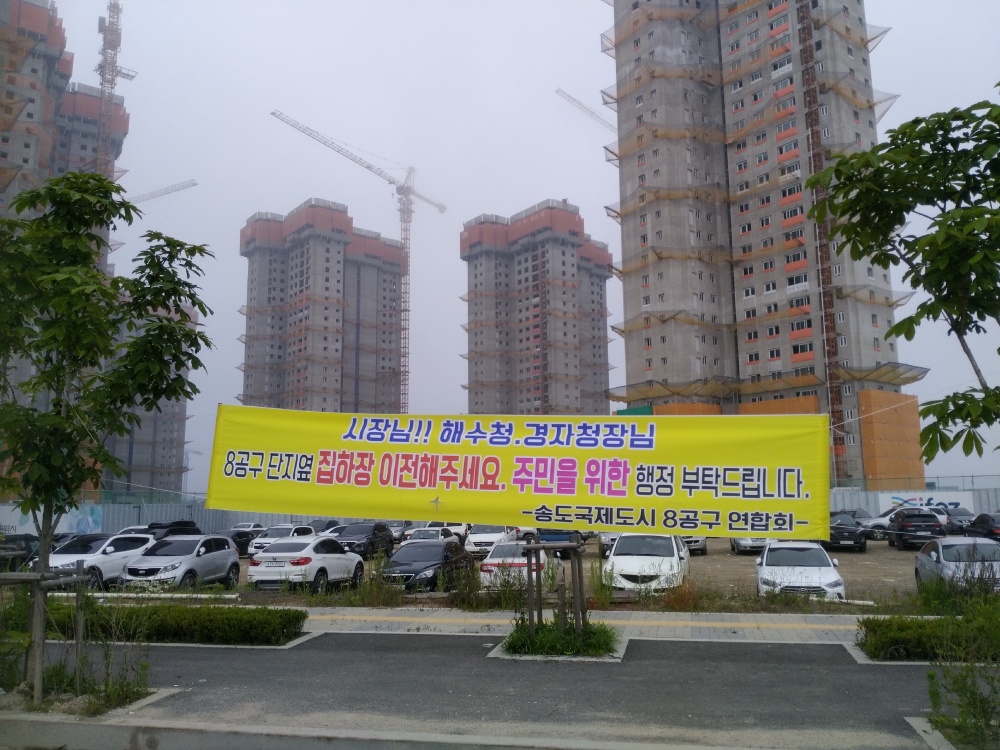 시장님!! 해수청.경자청장님
8공구 단지옆 집하장 이전해주세요. 주민을 위한 행정 부탁드립니다.
-송도국제도시 8공구 연합회-